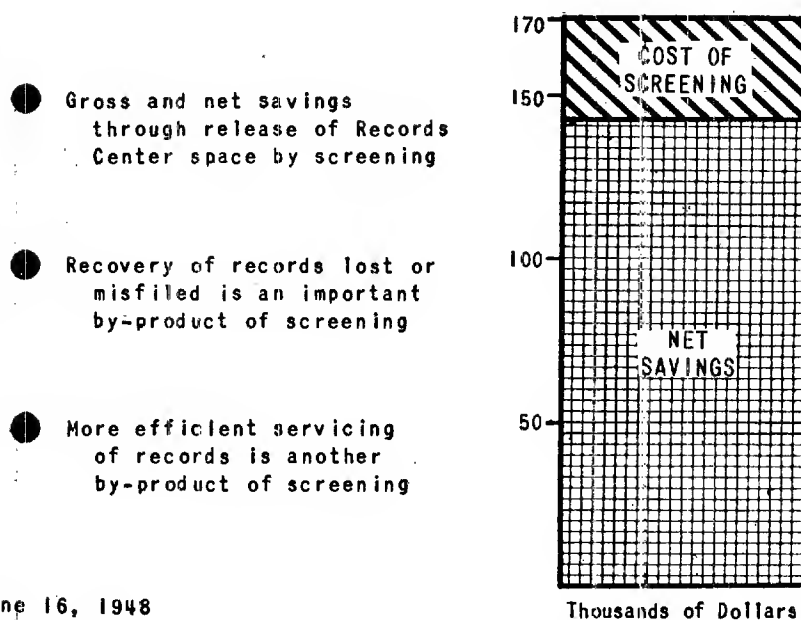 Gross and net savings
through release of Records
Center space by screening
Recovery of records lost or
misfiled is an important
by-product of screening
More efficient servicing
of records is another
by-product of screening
ne 16, 1948
170
150
100
50
COST OF
SCREENING
NET
SAVINGS
Thousands of Dollars